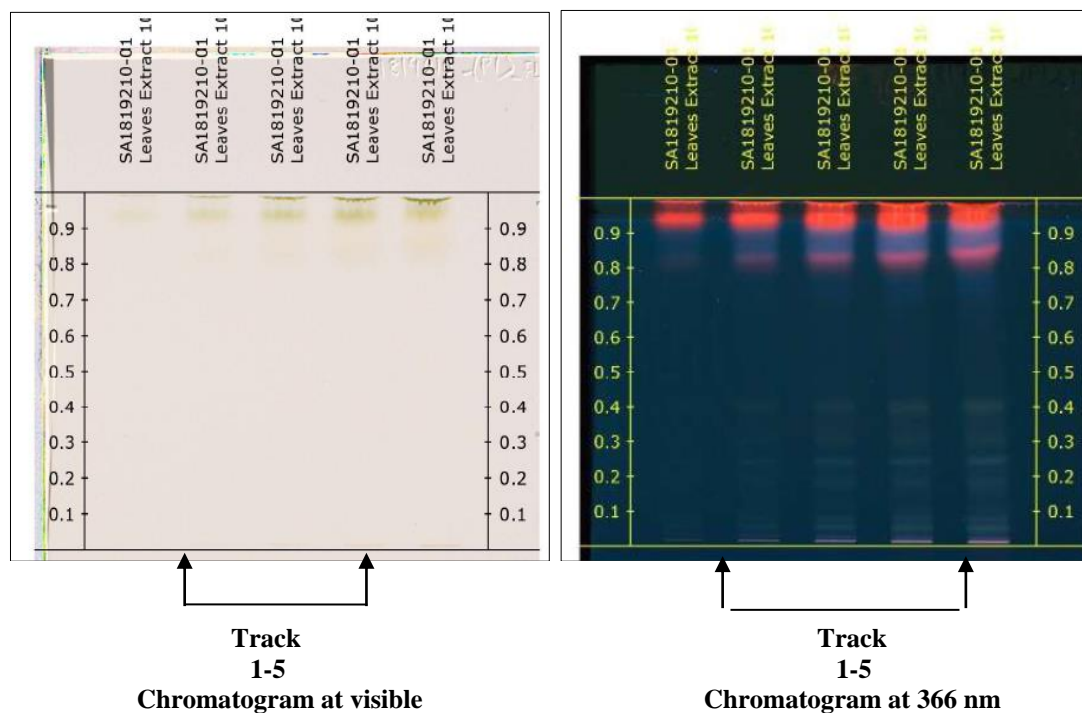 SA1819210-01
Leaves Extract 10
SA1819210-01
Leaves Extract 10
SA1819210-01
Leaves Extract 10
SA1819210-01
Leaves Extract 10
SA1819210-01
Leaves Extract 10
0.9 0.9
0.8 0.8
0.7 0.7
0.6 0.6
0.5 0.5
0.4 0.4
0.3 0.3
0.2 0.2
0.1 0.1
Track
1-5
Chromatogram at visible
SA1819210-01
Leaves Extract
SA1819210-01
Leaves Extract
SA1819210-01
Leaves Extract
SA1819210-01
Leaves Extract
SA1819210-01
Leaves Extract
0.9 0.9
0.8 0.8
0.7 0.7
0.6 0.6
0.5 0.5
0.4 0.4
0.3 0.3
0.2 0.2
0.1 0.1
Track
1-5
Chromatogram at 366 nm